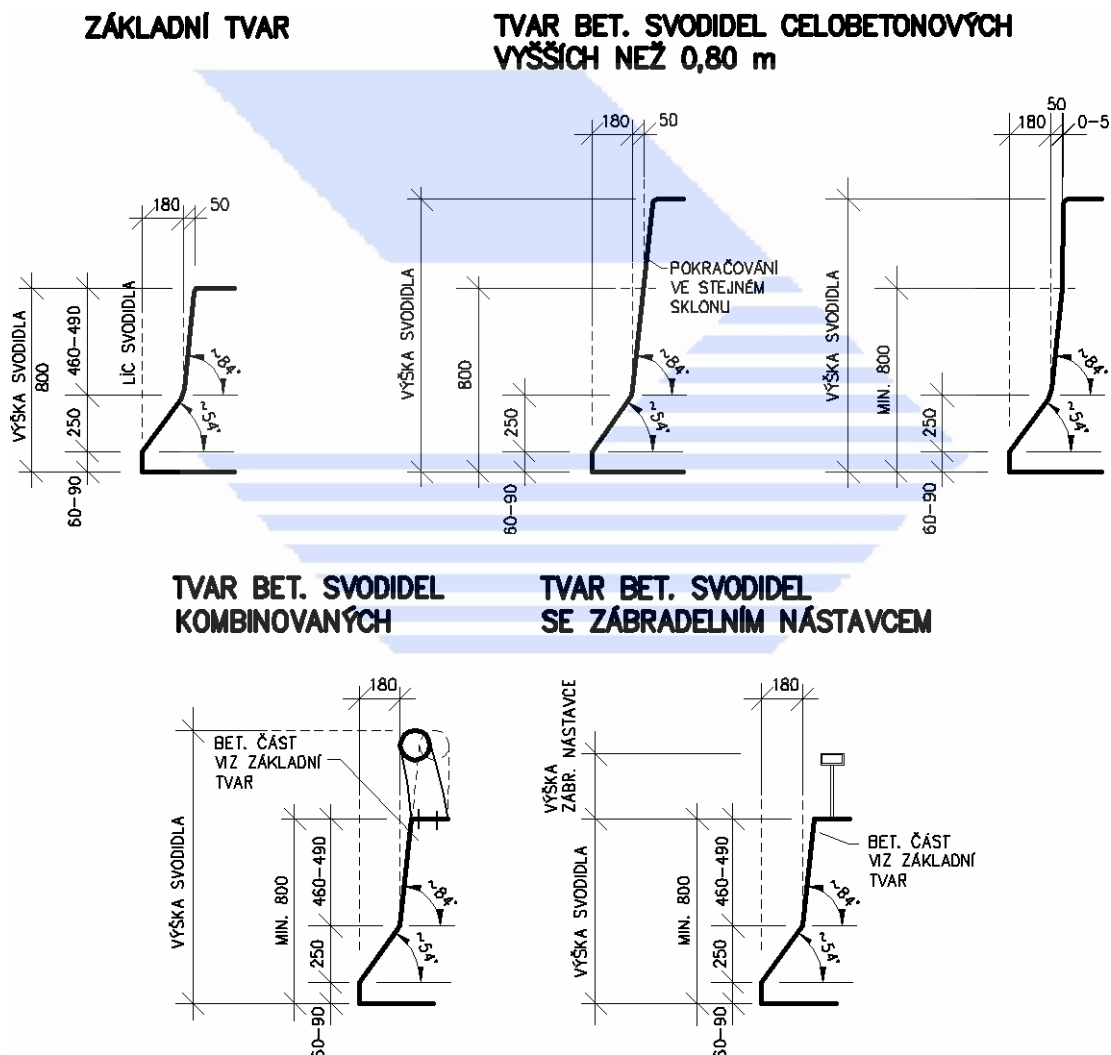 ZÁKLADNÍ TVAR
TVAR BET. SVODIDEL CELOBETONOVÝCH
VYŠŠÍCH NEŽ 0,80 m
180
50
VÝŠKA SVODIDLA
800
460-490
250
60-90
LÍC SVODIDLA
~84°
~54°
180
50
VÝŠKA SVODIDLA
800
250
60-90
POKRAČOVÁNÍ
VE STEJNÉM
SKLONU
~84°
~54°
50
180
0-5
VÝŠKA SVODIDLA
MIN. 800
250
60-90
~84°
~54°
TVAR BET. SVODIDEL
KOMBINOVANÝCH
180
BET. ČÁST
VIZ ZÁKLADNÍ
TVAR
VÝŠKA SVODIDLA
MIN. 800
460-490
250
60-90
~84°
~54°
TVAR BET. SVODIDEL
SE ZÁBRADELNÍM NÁSTAVCEM
180
VÝŠKA
ZÁBR. NÁSTAVCE
VÝŠKA SVODIDLA
MIN. 800
460-490
250
60-90
BET. ČÁST
VIZ ZÁKLADNÍ
TVAR
~84°
~54°